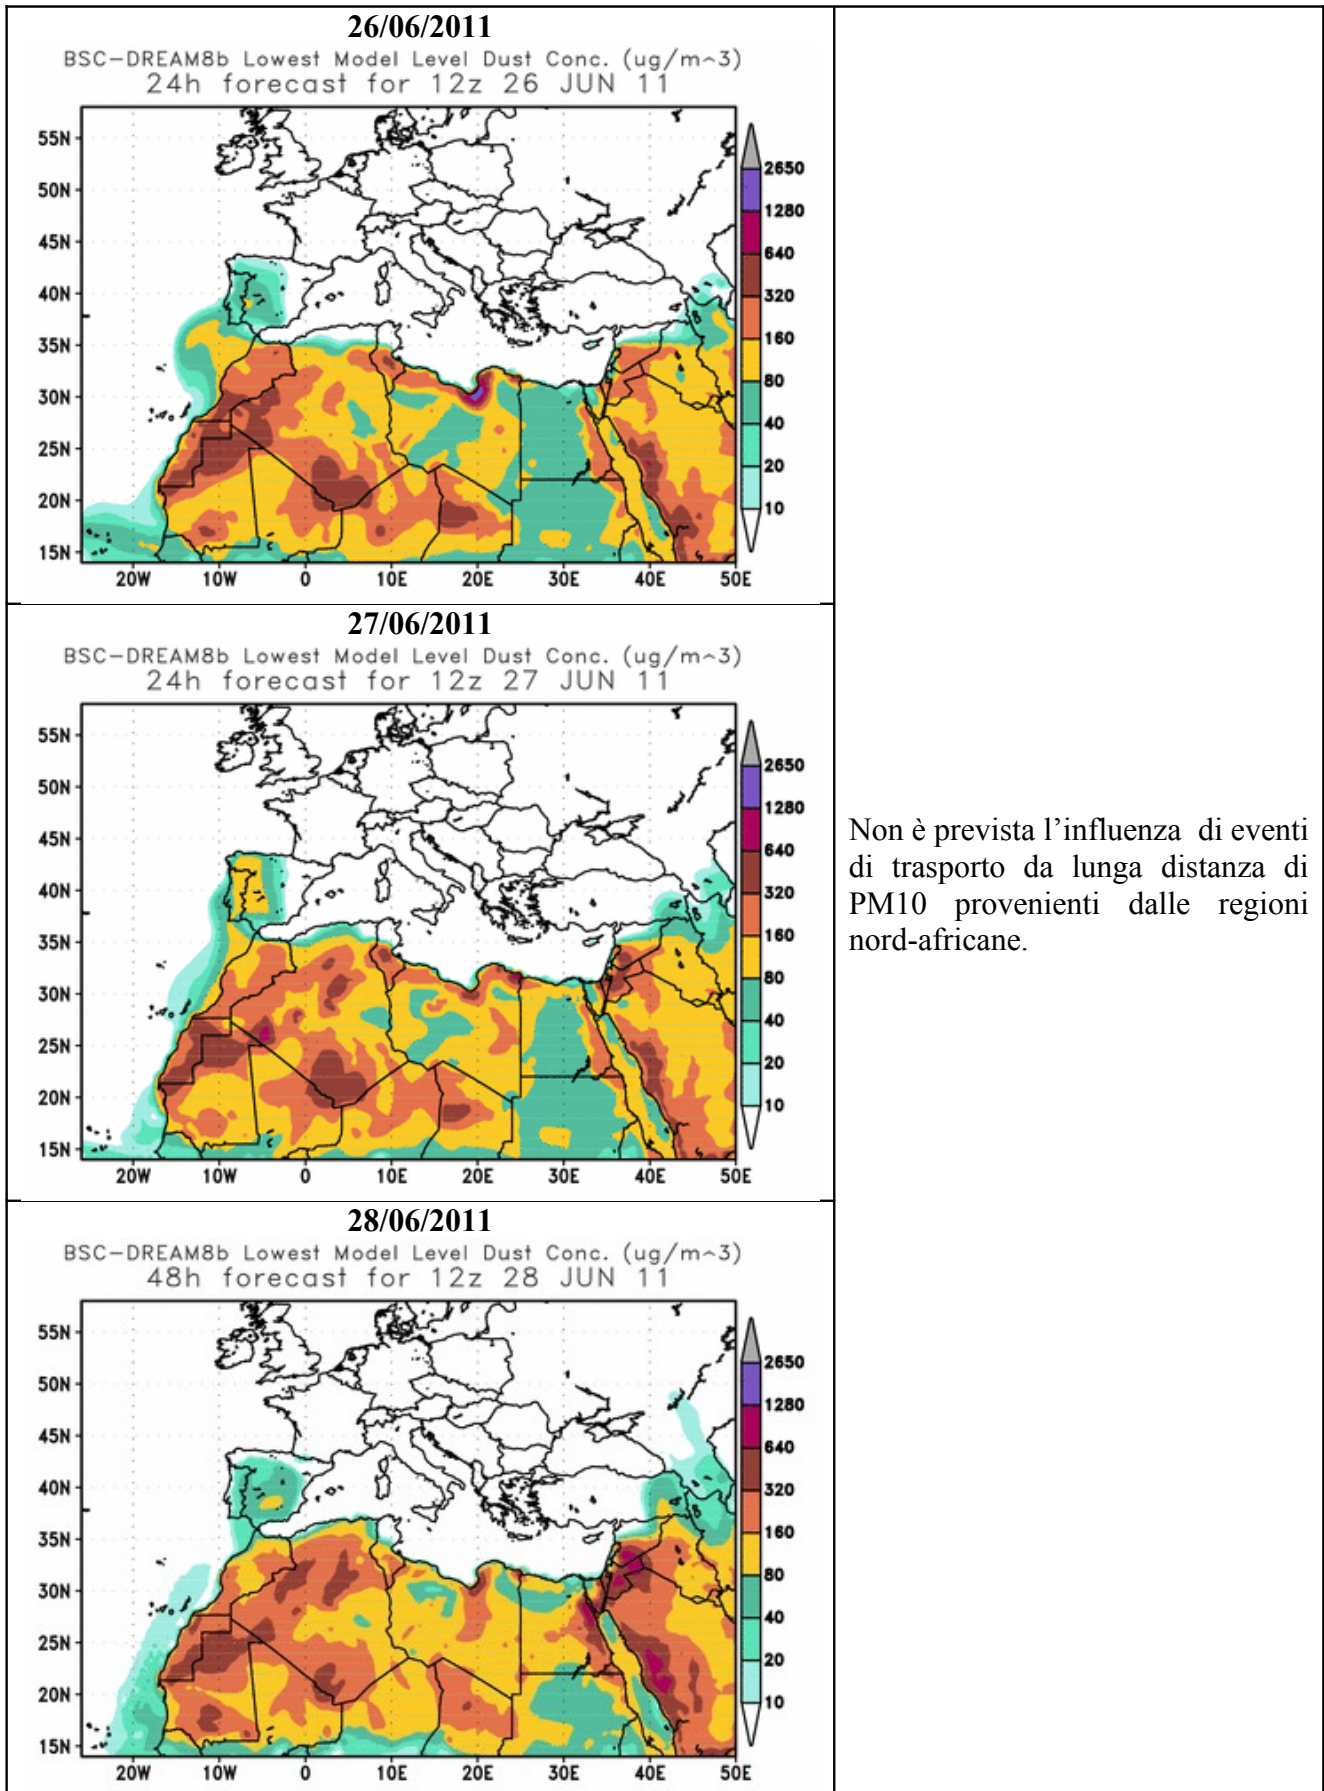 26/06/2011
BSC-DREAM8b Lowest Model Level Dust Conc. (ug/m^3)
24h forecast for 12z 26 JUN 11
55N
50N
45N
40N
35N
30N
25N
20N
15N
20W 10W 0 10E 20E 30E 40E 50E
2650
1280
640
320
160
80
40
20
10
27/06/2011
BSC-DREAM8b Lowest Model Level Dust Conc. (ug/m^3)
24h forecast for 12z 27 JUN 11
55N
50N
45N
40N
35N
30N
25N
20N
15N
20W 10W 0 10E 20E 30E 40E 50E
2650
1280
640
320
160
80
40
20
10
28/06/2011
BSC-DREAM8b Lowest Model Level Dust Conc. (ug/m^3)
48h forecast for 12z 28 JUN 11
55N
50N
45N
40N
35N
30N
25N
20N
15N
20W 10W 0 10E 20E 30E 40E 50E
2650
1280
640
320
160
80
40
20
10
Non è prevista l’influenza di eventi
di trasporto da lunga distanza di
PM10 provenienti dalle regioni
nord-africane.